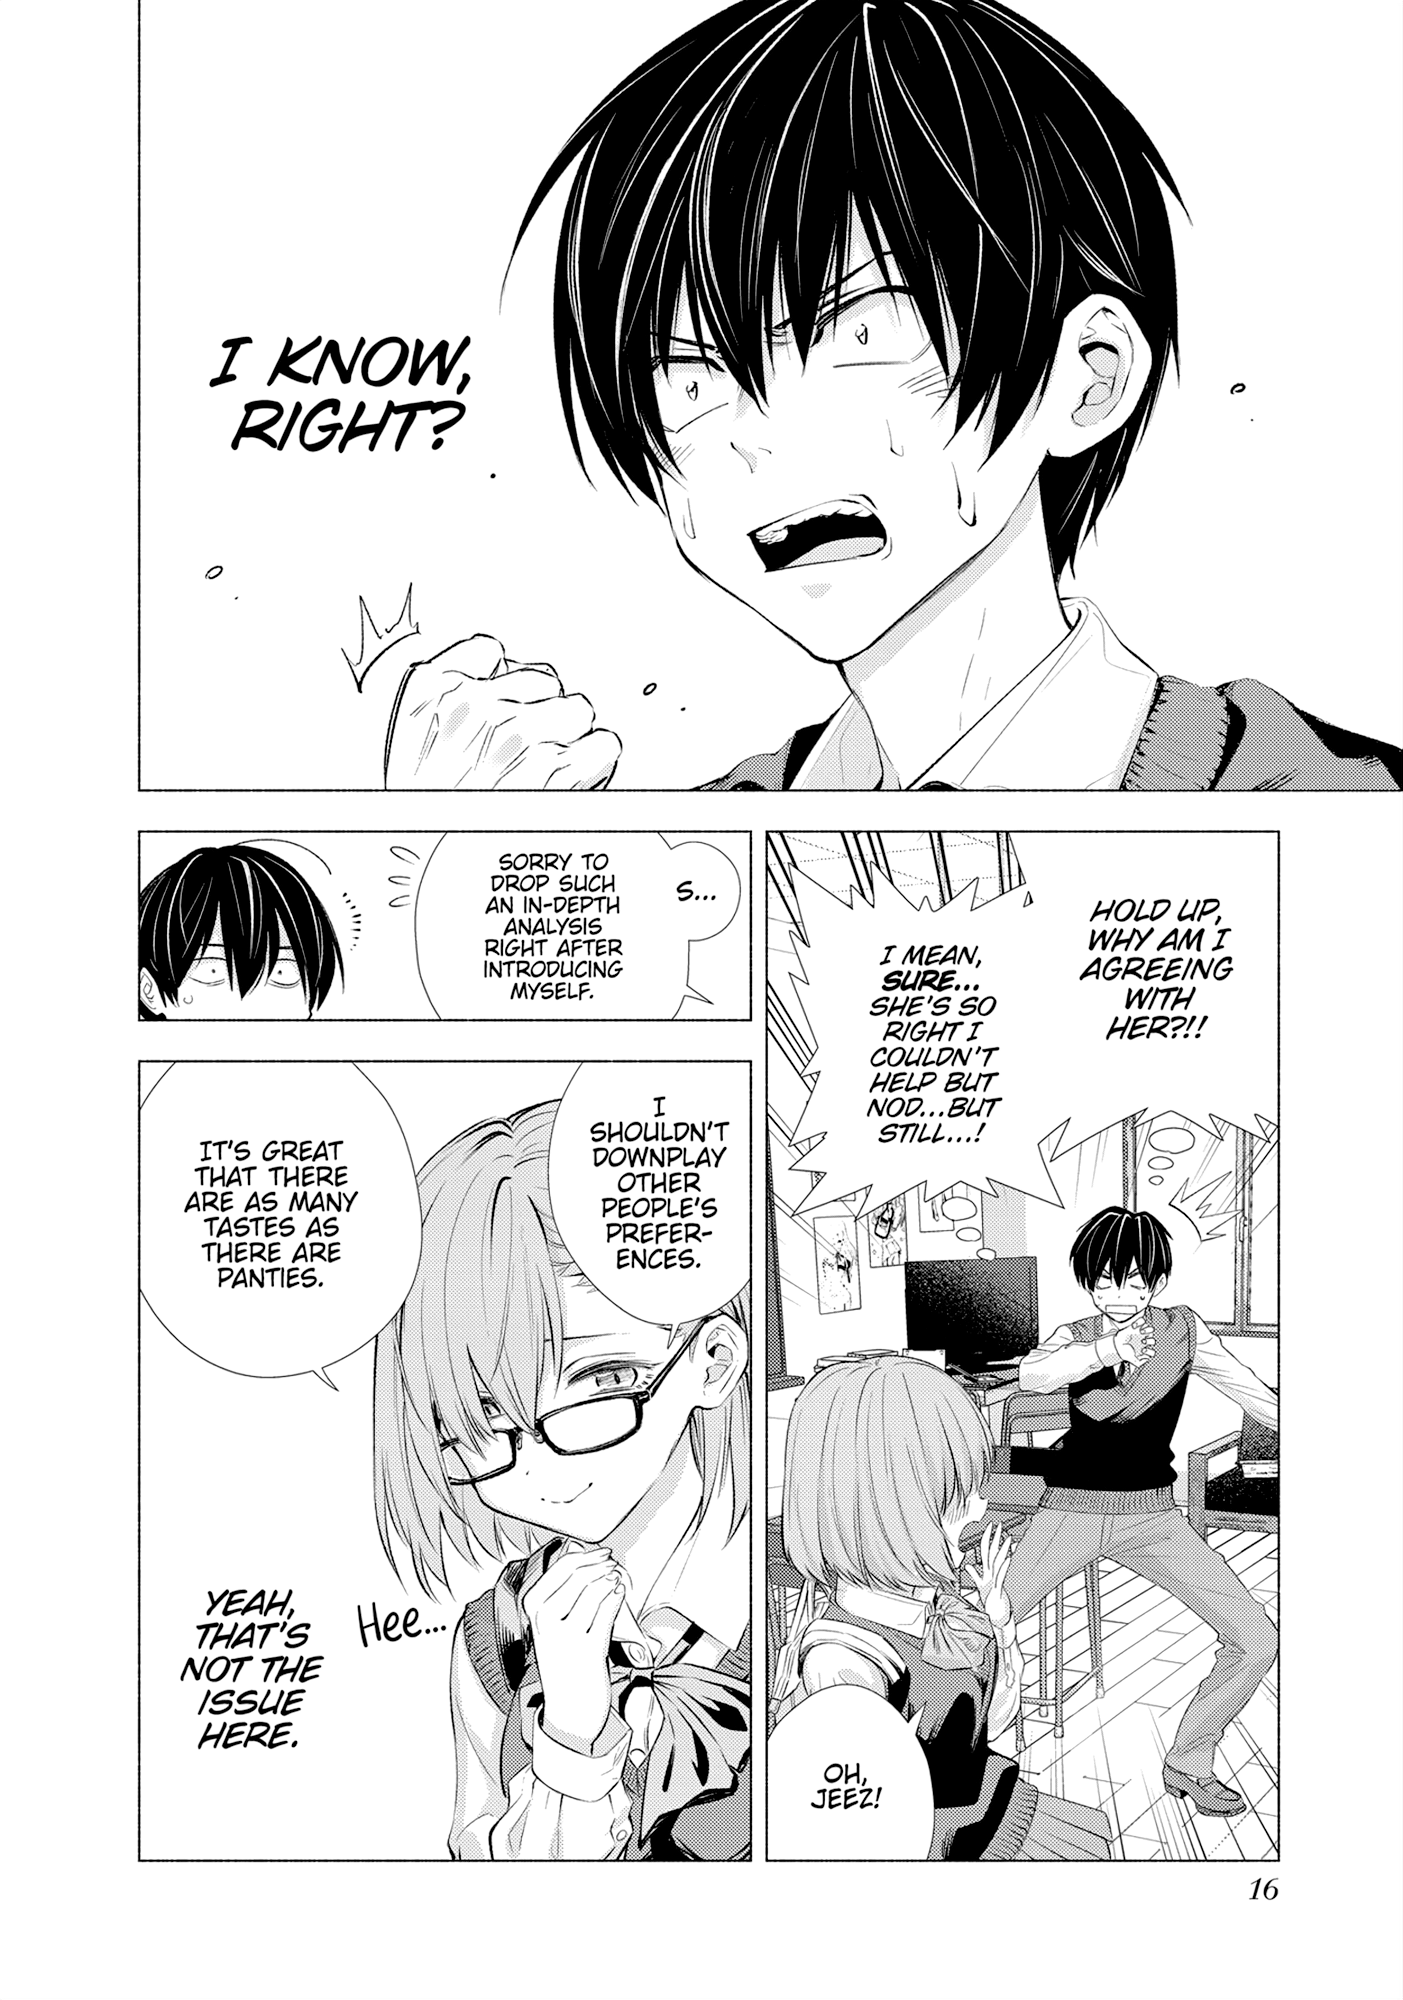 I KNOW,
RIGHT?
HOLD UP,
WHY AM I
AGREEING
WITH
HER?!!
I MEAN,
SURE...
SHE'S SO
RIGHT I
COULDN'T
HELP BUT
NOD...BUT
STILL...!
OH,
JEEZ!
S...
SORRY TO
DROP SUCH
AN IN-DEPTH
ANALYSIS
RIGHT AFTER
INTRODUCING
MYSELF.
I
SHOULDN'T
DOWNPLAY
OTHER
PEOPLE'S
PREFER-
ENCES.
IT'S GREAT
THAT THERE
ARE AS MANY
TASTES AS
THERE ARE
PANTIES.
Hee...
YEAH,
THAT'S
NOT THE
ISSUE
HERE.
16